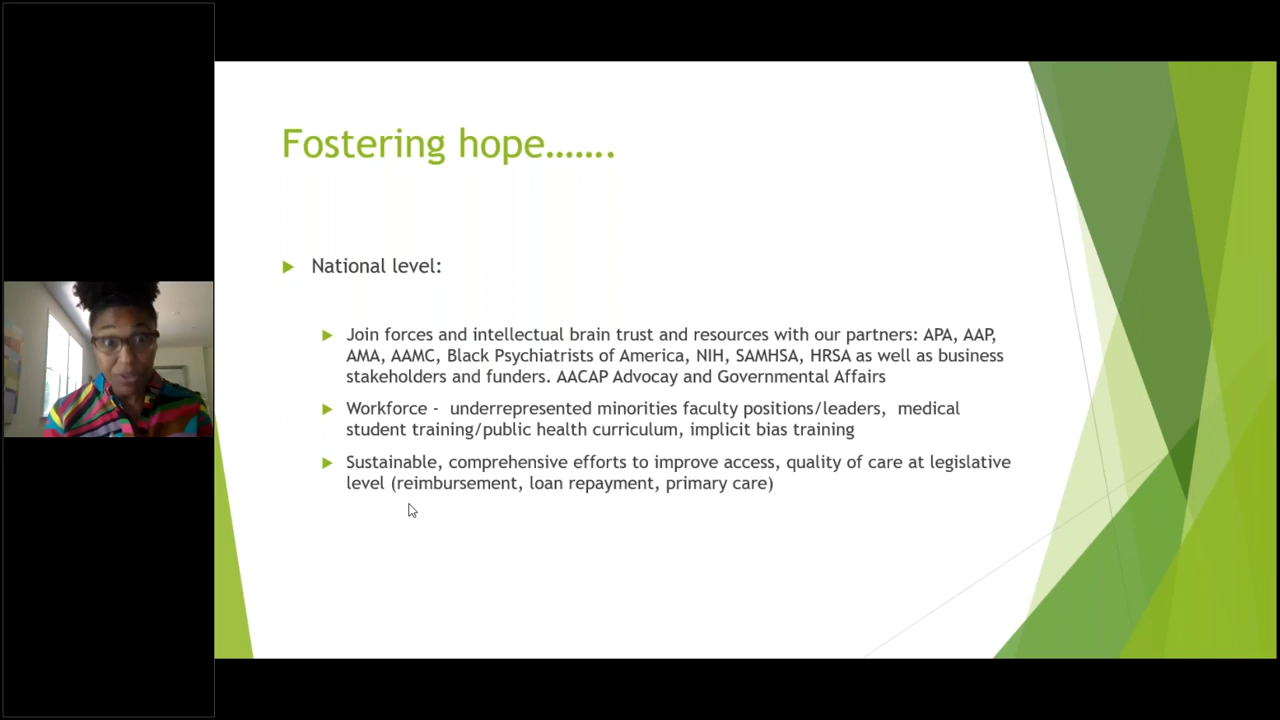 Fostering hope…….
National level:
Join forces and intellectual brain trust and resources with our partners: APA, AAP,
AMA, AAMC, Black Psychiatrists of America, NIH, SAMHSA, HRSA as well as business
stakeholders and funders. AACAP Advocay and Governmental Affairs
Workforce -  underrepresented minorities faculty positions/leaders,  medical
student training/public health curriculum, implicit bias training
Sustainable, comprehensive efforts to improve access, quality of care at legislative
level (reimbursement, loan repayment, primary care)